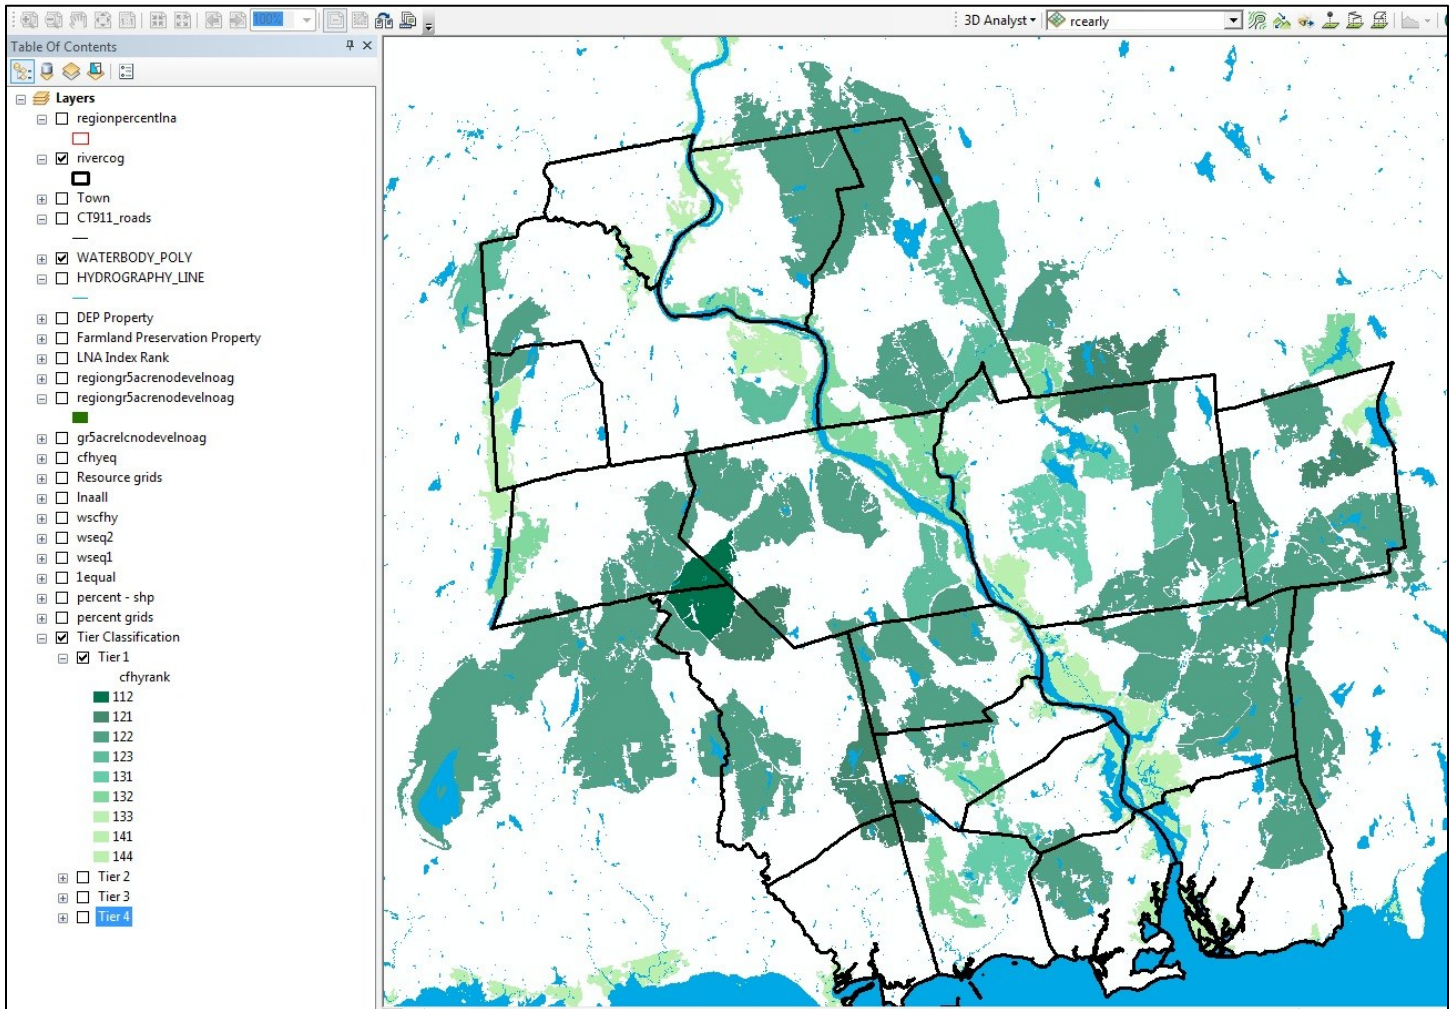 100%
3D Analyst
rcearly
Table Of Contents
Layers
regionpercentlna
rivercog
Town
CT911_roads
WATERBODY_POLY
HYDROGRAPHY_LINE
DEP Property
Farmland Preservation Property
LNA Index Rank
regiongr5acrenodevelnoag
regiongr5acrenodevelnoag
gr5acrelcnodevelnoag
cfhyeq
Resource grids
lnaall
wscfhy
wseq2
wseq1
1equal
percent - shp
percent grids
Tier Classification
Tier 1
cfhyrank
112
121
122
123
131
132
133
141
144
Tier 2
Tier 3
Tier 4